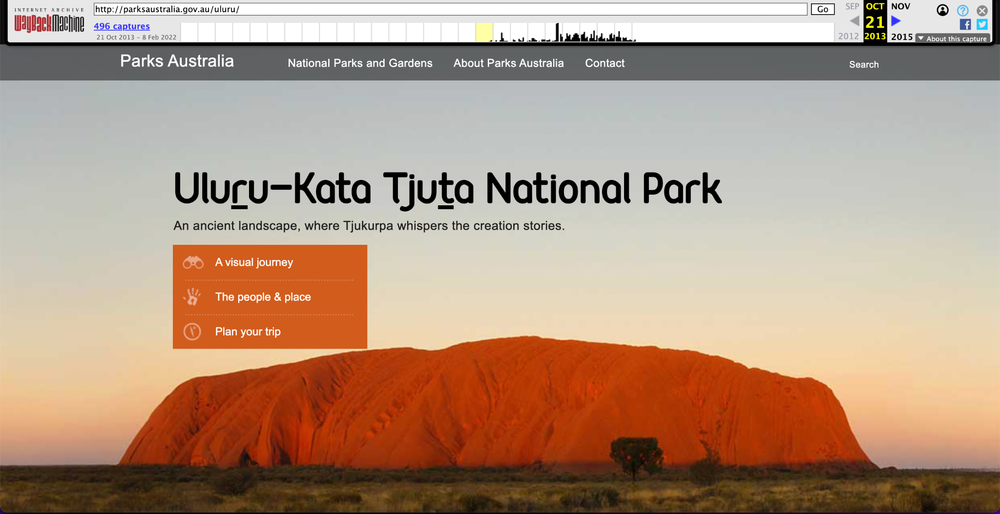 INTERNET ARCHIVE
WayBackMachine
http://parksaustralia.gov.au/uluru/
Go
496 captures
21 Oct 2013 – 8 Feb 2022
SEP OCT NOV
21
2012 2013 2015
About this capture
Parks Australia
National Parks and Gardens
About Parks Australia
Contact
Search
Uluṟu–Kata Tjuṯa National Park
An ancient landscape, where Tjukurpa whispers the creation stories.
A visual journey
The people & place
Plan your trip